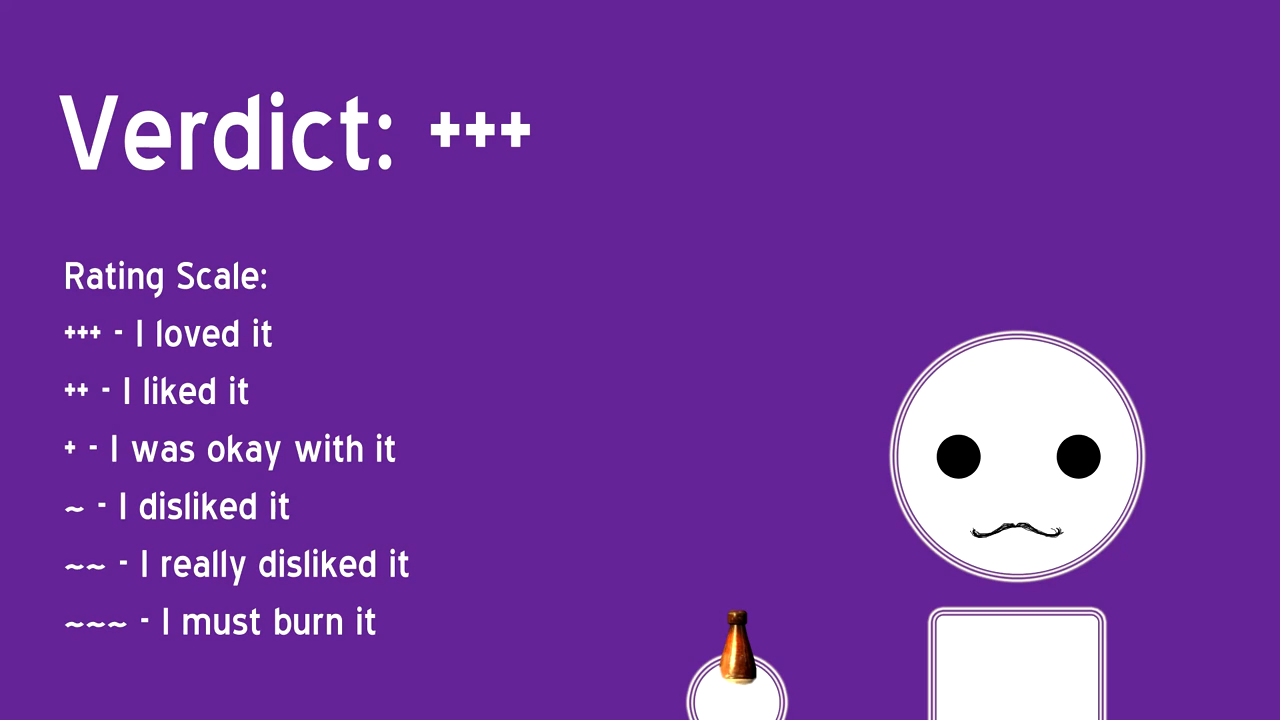 Verdict: +++
Rating Scale:
+++ - I loved it
++ - I liked it
+ - I was okay with it
~ - I disliked it
~~ - I really disliked it
~~~ - I must burn it